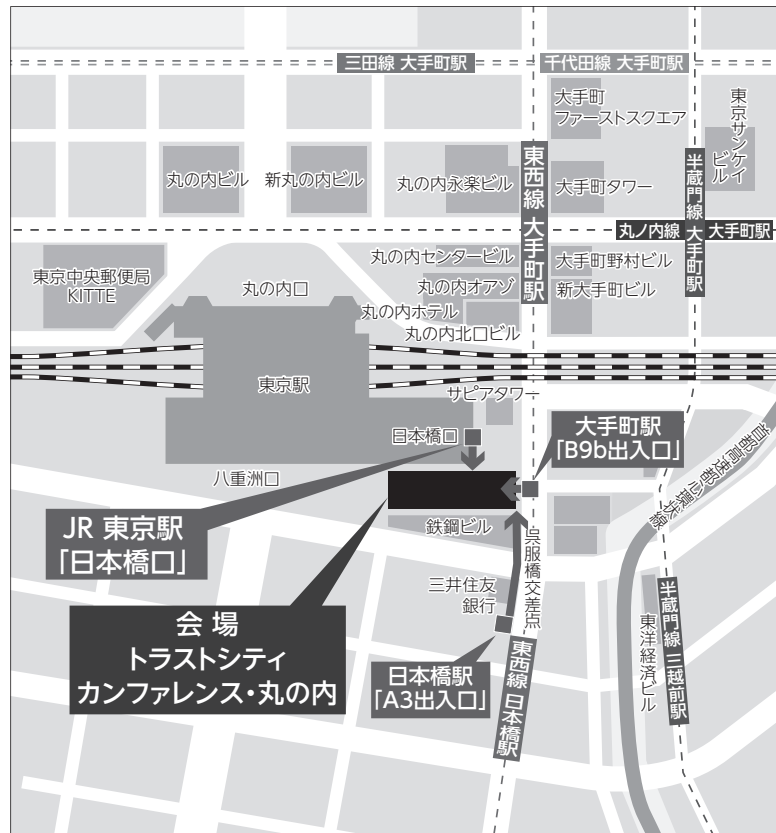 三田線 大手町駅
千代田線 大手町駅
大手町
ファーストスクエア
東京サンケイ
ビル
丸の内ビル
新丸の内ビル
丸の内永楽ビル
東西線 大手町駅
大手町タワー
半蔵門線 大手町駅
丸ノ内線
大手町駅
東京中央郵便局
KITTE
丸の内口
丸の内センタービル
丸の内オアゾ
丸の内ホテル
丸の内北口ビル
大手町野村ビル
新大手町ビル
東京駅
サピアタワー
日本橋口
大手町駅
「B9b出入口」
首都高速都心環状線
八重洲口
JR 東京駅
「日本橋口」
鉄鋼ビル
呉服橋交差点
三井住友
銀行
会 場
トラストシティ
カンファレンス・丸の内
日本橋駅
「A3出入口」
東西線 日本橋駅
東洋経済ビル
半蔵門線 三越前駅